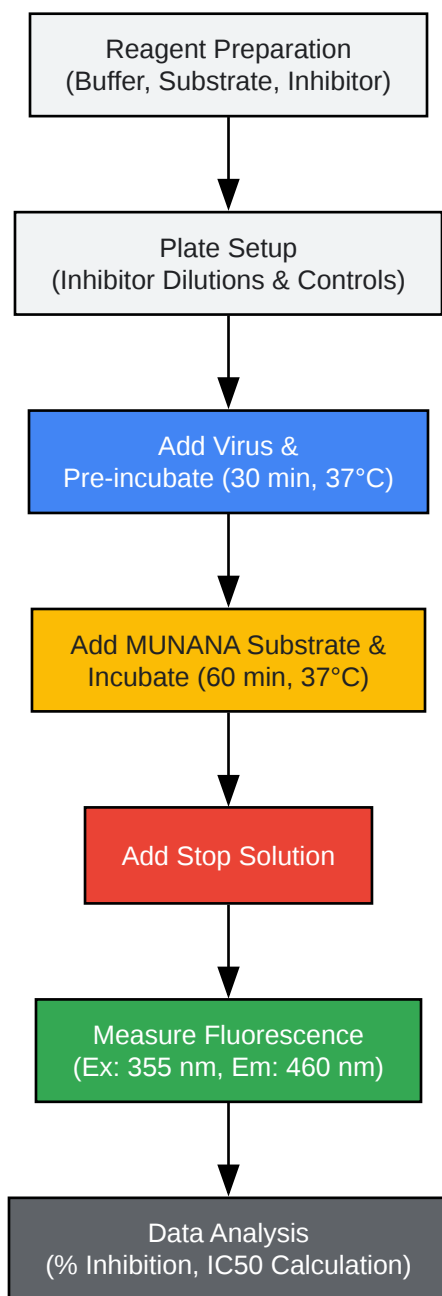 Reagent Preparation
(Buffer, Substrate, Inhibitor)
Plate Setup
(Inhibitor Dilutions & Controls)
Add Virus &
Pre-incubate (30 min, 37°C)
Add MUNANA Substrate &
Incubate (60 min, 37°C)
Add Stop Solution
Measure Fluorescence
(Ex: 355 nm, Em: 460 nm)
Data Analysis
(% Inhibition, IC50 Calculation)